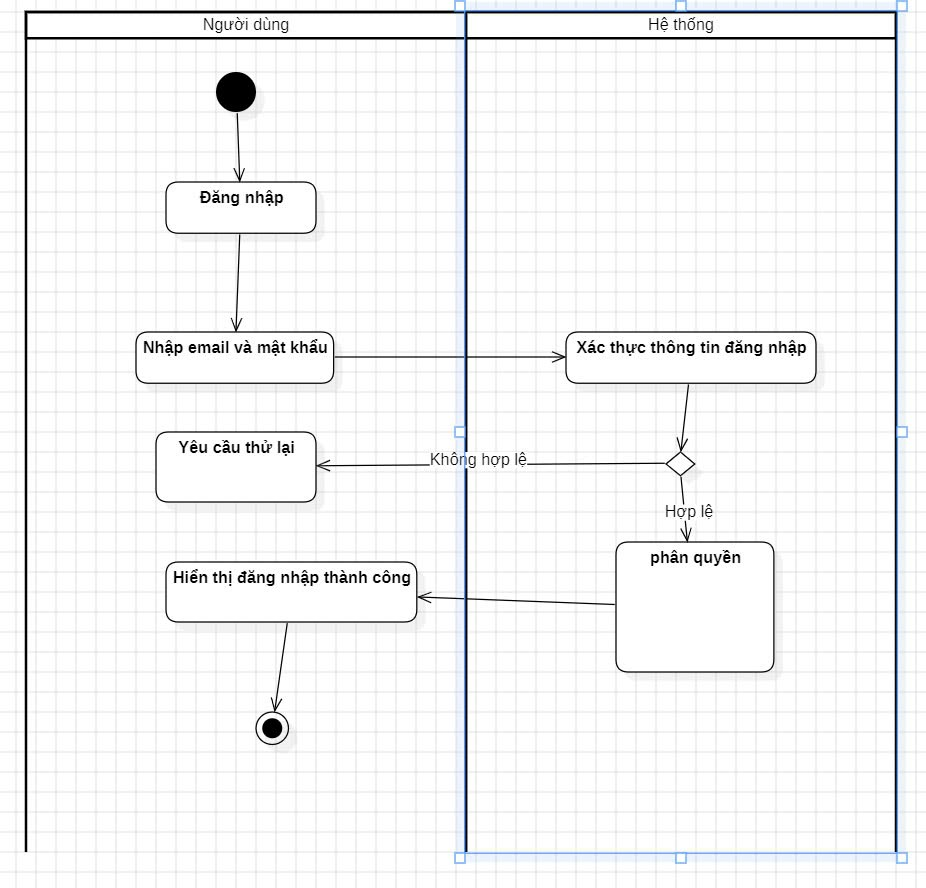 Người dùng
Hệ thống
Đăng nhập
Nhập email và mật khẩu
Xác thực thông tin đăng nhập
Yêu cầu thử lại
Không hợp lệ
Hợp lệ
phân quyền
Hiển thị đăng nhập thành công